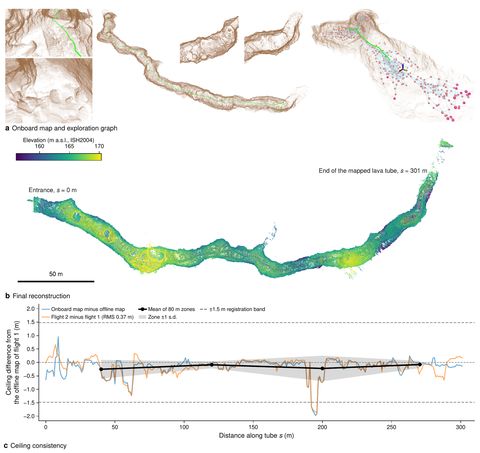 a Onboard map and exploration graph
Elevation (m a.s.l., ISH2004)
160 165 170
Entrance, s = 0 m
End of the mapped lava tube, s = 301 m
50 m
b Final reconstruction
Onboard map minus offline map
Mean of 80 m zones
±1.5 m registration band
Flight 2 minus flight 1 (RMS 0.37 m)
Zone ±1 s.d.
Ceiling difference from
the offline map of flight 1 (m)
2.0
1.5
1.0
0.5
0.0
−0.5
−1.0
−1.5
−2.0
0 50 100 150 200 250 300
Distance along tube s (m)
c Ceiling consistency